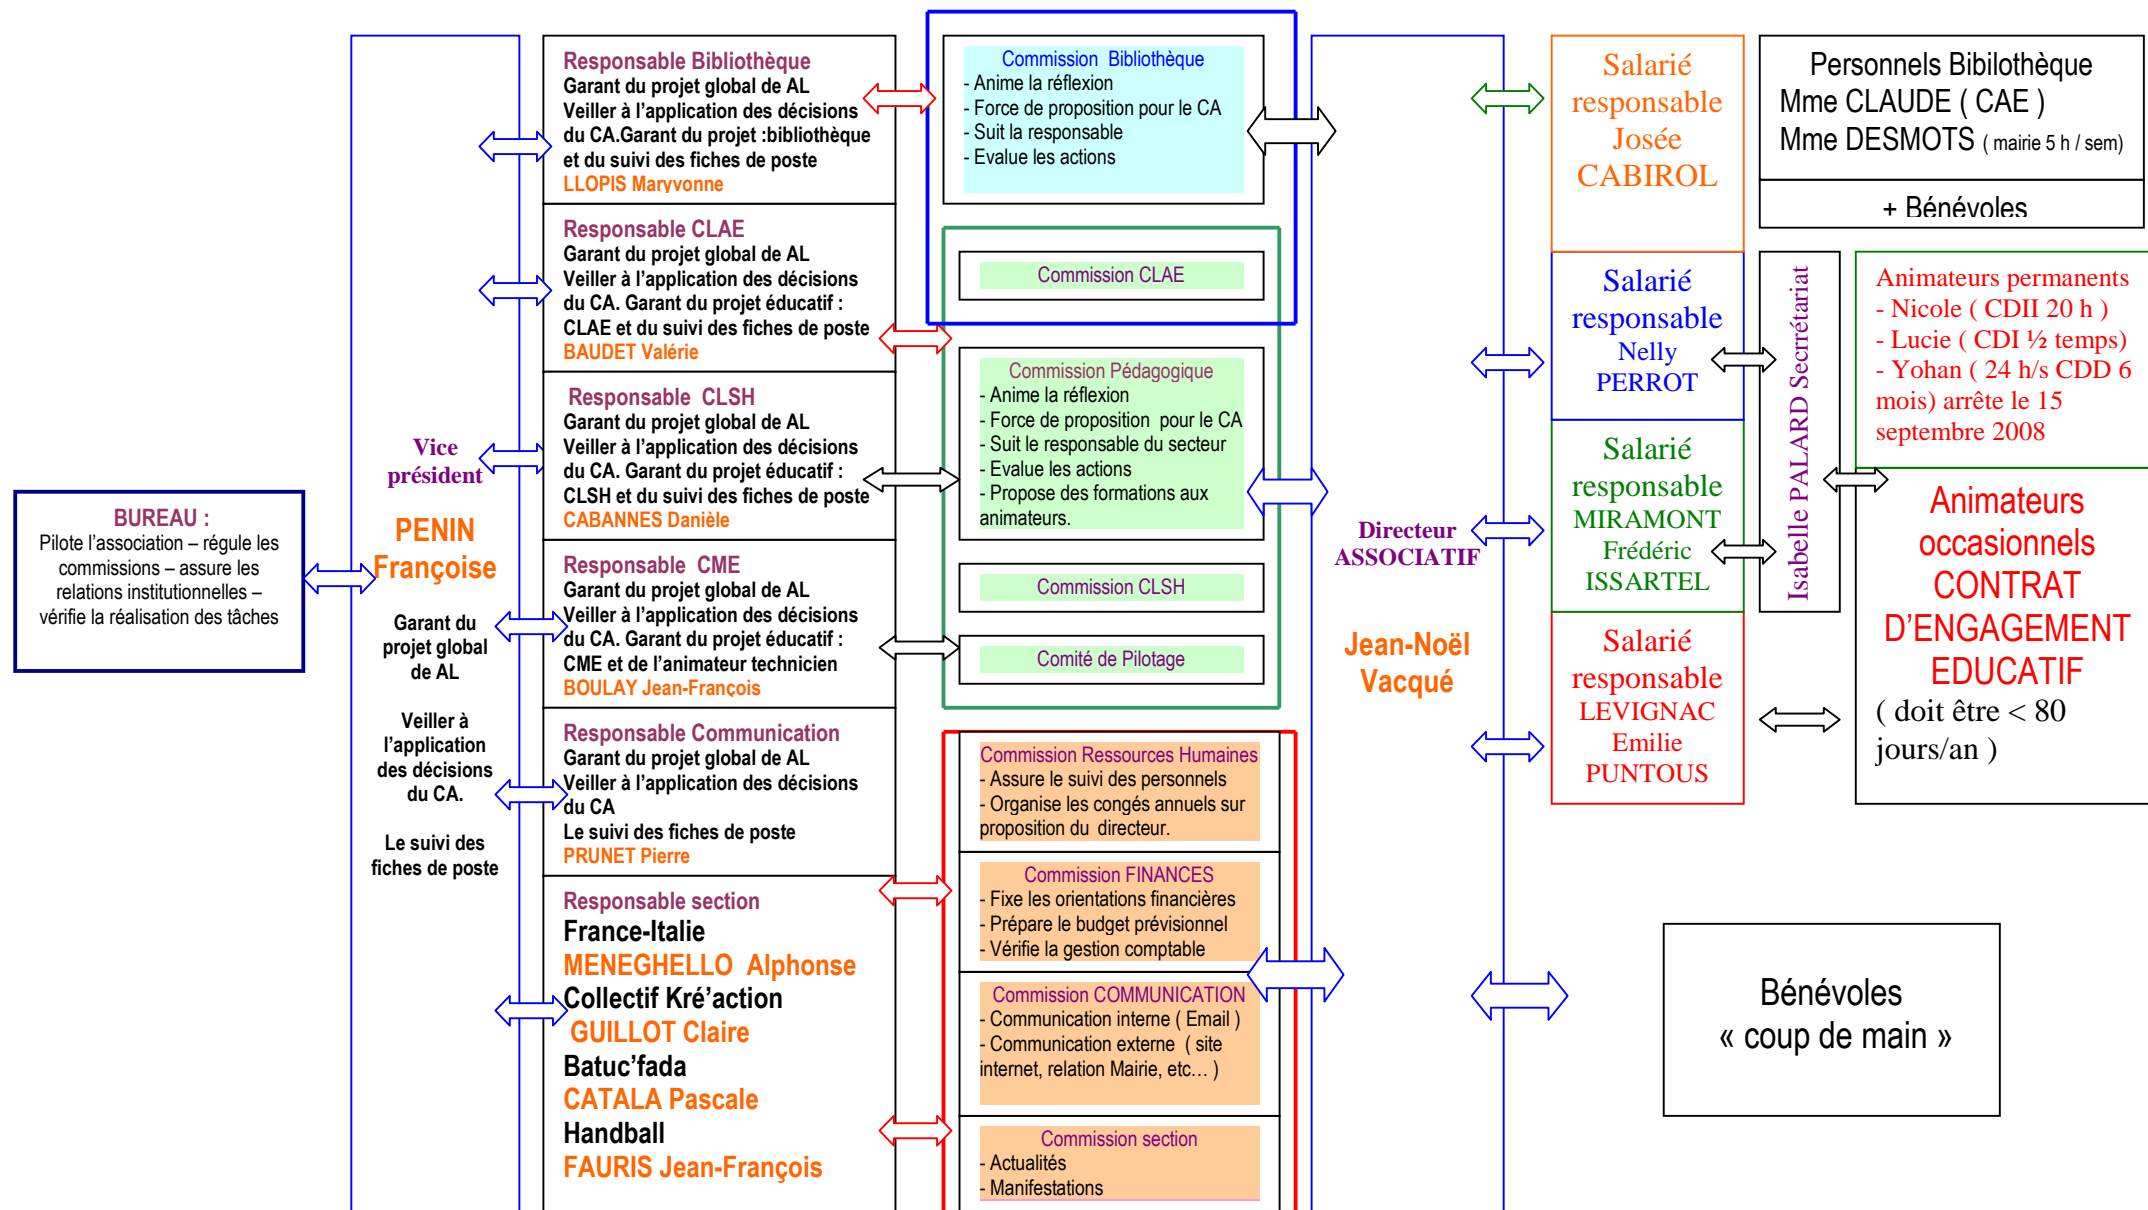 BUREAU :
Pilote l’association – régule les
commissions – assure les
relations institutionnelles –
vérifie la réalisation des tâches
Vice
président
PENIN
Françoise
Garant du
projet global
de AL
Veiller à
l’application
des décisions
du CA.
Le suivi des
fiches de poste
Responsable Bibliothèque
Garant du projet global de AL
Veiller à l’application des décisions
du CA.Garant du projet :bibliothèque
et du suivi des fiches de poste
LLOPIS Maryvonne
Responsable CLAE
Garant du projet global de AL
Veiller à l’application des décisions
du CA. Garant du projet éducatif :
CLAE et du suivi des fiches de poste
BAUDET Valérie
Responsable CLSH
Garant du projet global de AL
Veiller à l’application des décisions
du CA. Garant du projet éducatif :
CLSH et du suivi des fiches de poste
CABANNES Danièle
Responsable CME
Garant du projet global de AL
Veiller à l’application des décisions
du CA. Garant du projet éducatif :
CME et de l’animateur technicien
BOULAY Jean-François
Responsable Communication
Garant du projet global de AL
Veiller à l’application des décisions
du CA
Le suivi des fiches de poste
PRUNET Pierre
Responsable section
France-Italie
MENEGHELLO Alphonse
Collectif Kré’action
GUILLOT Claire
Batuc’fada
CATALA Pascale
Handball
FAURIS Jean-François
Commission Bibliothèque
- Anime la réflexion
- Force de proposition pour le CA
- Suit la responsable
- Evalue les actions
Commission CLAE
Commission Pédagogique
- Anime la réflexion
- Force de proposition pour le CA
- Suit le responsable du secteur
- Evalue les actions
- Propose des formations aux
animateurs.
Commission CLSH
Comité de Pilotage
Commission Ressources Humaines
- Assure le suivi des personnels
- Organise les congés annuels sur
proposition du directeur.
Commission FINANCES
- Fixe les orientations financières
- Prépare le budget prévisionnel
- Vérifie la gestion comptable
Commission COMMUNICATION
- Communication interne ( Email )
- Communication externe ( site
internet, relation Mairie, etc… )
Commission section
- Actualités
- Manifestations
Directeur
ASSOCIATIF
Jean-Noël
Vacqué
Salarié
responsable
Josée
CABIROL
Salarié
responsable
Nelly
PERROT
Salarié
responsable
MIRAMONT
Frédéric
ISSARTEL
Salarié
responsable
LEVIGNAC
Emilie
PUNTOUS
Personnels Bibilothèque
Mme CLAUDE ( CAE )
Mme DESMOTS ( mairie 5 h / sem)
+ Bénévoles
Isabelle PALARD Secrrétariat
Animateurs permanents
- Nicole ( CDII 20 h )
- Lucie ( CDI ½ temps)
- Yohan ( 24 h/s CDD 6
mois) arrête le 15
septembre 2008
Animateurs
occasionnels
CONTRAT
D’ENGAGEMENT
EDUCATIF
( doit être < 80
jours/an )
Bénévoles
« coup de main »